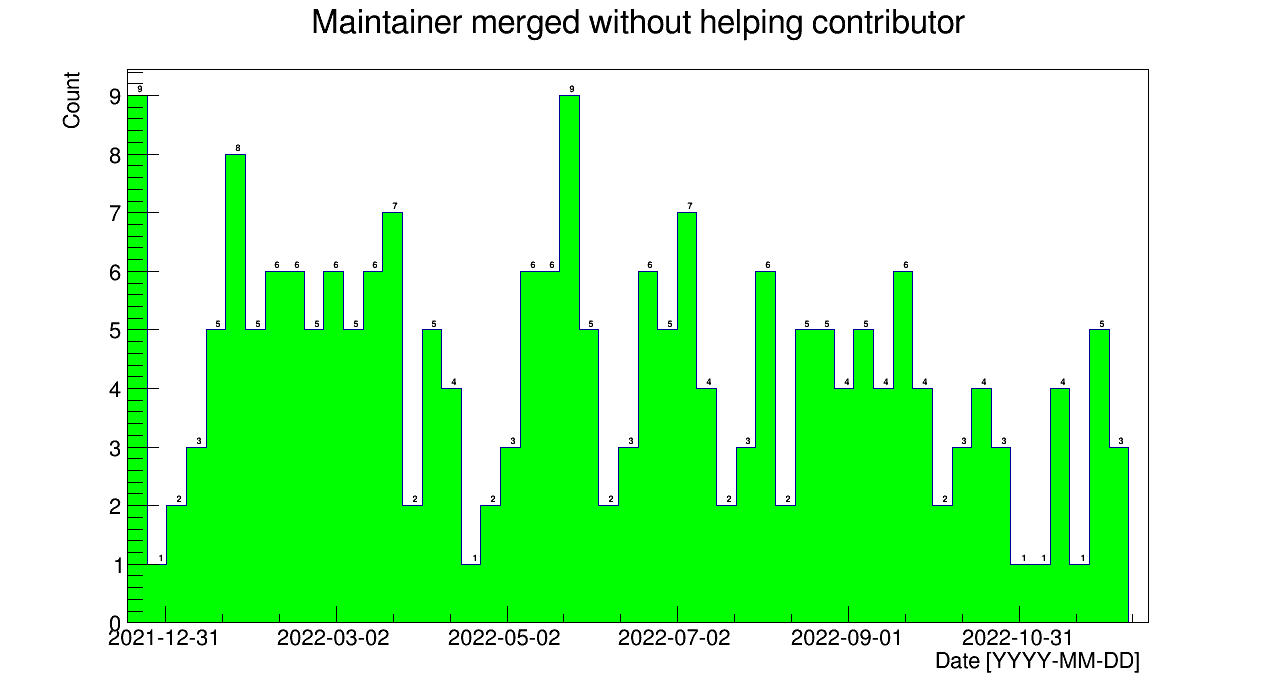 Maintainer merged without helping contributor
Count
9
8
7
6
5
4
3
2
1
0
9 1 2 3 5 8 5 6 6 5 6 5 6 7 2 5 4 1 2 3 6 6 9 5 2 3 6 5 7 4 2 3 6 2 5 5 4 5 4 6 4 2 3 4 3 1 1 4 1 5 3
2021-12-31 2022-03-02 2022-05-02 2022-07-02 2022-09-01 2022-10-31
Date [YYYY-MM-DD]